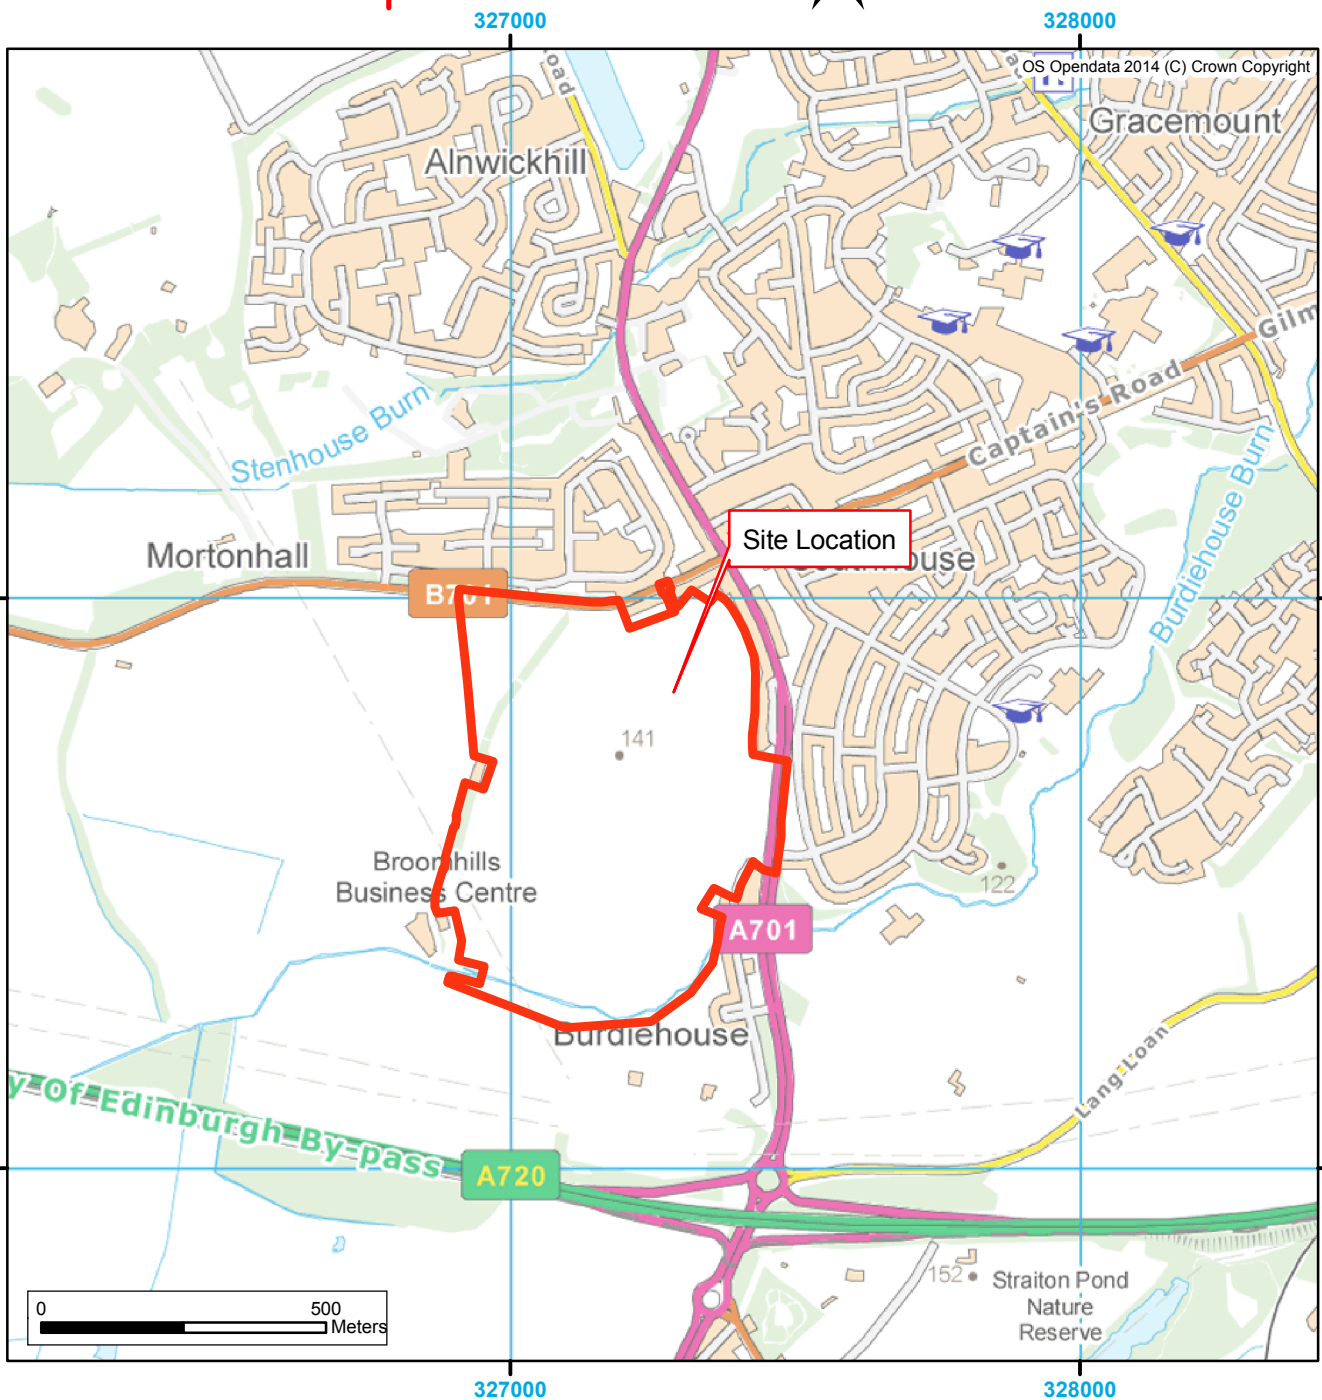 327000
328000
OS Opendata 2014 (C) Crown Copyright
Gracemount
Alnwickhill
Stenhouse Burn
Captain's Road
Mortonhall
Site Location
B701
Burdiehouse Burn
141
Broomhills
Business Centre
122
A701
Burdiehouse
Lang Loan
Of Edinburgh By-pass
A720
152
Straiton Pond
Nature
Reserve
0
500
Meters
327000
328000